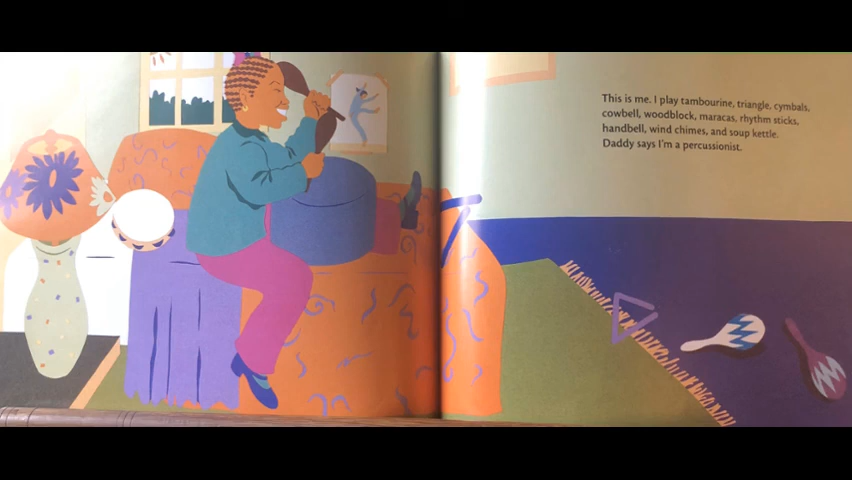 This is me. I play tambourine, triangle, cymbals,
cowbell, woodblock, maracas, rhythm sticks,
handbell, wind chimes, and soup kettle.
Daddy says I'm a percussionist.